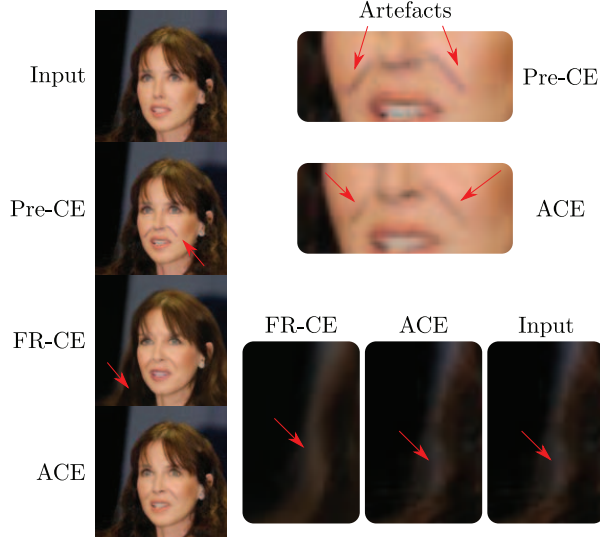 Artefacts
Input
Pre-CE
Pre-CE
ACE
FR-CE
FR-CE
ACE
Input
ACE